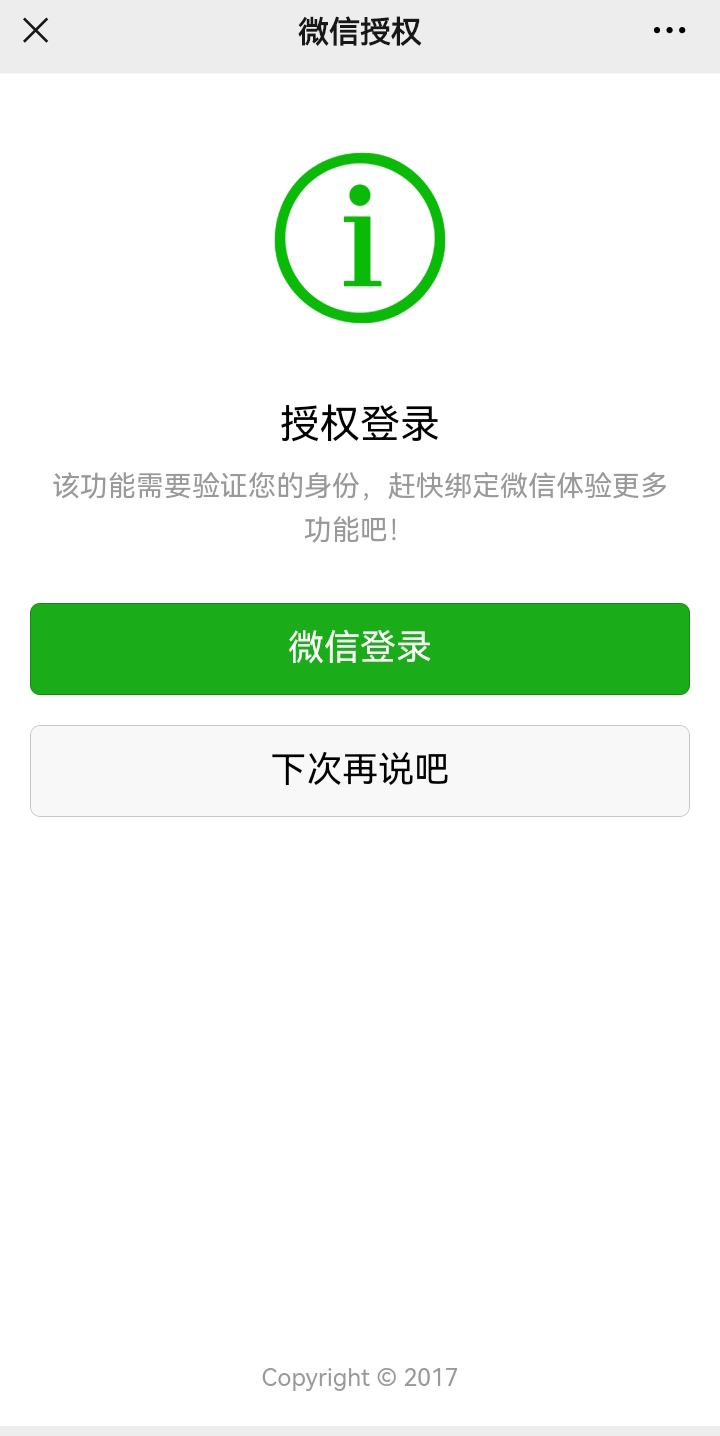 微信授权
授权登录
该功能需要验证您的身份，赶快绑定微信体验更多
功能吧！
微信登录
下次再说吧
Copyright © 2017